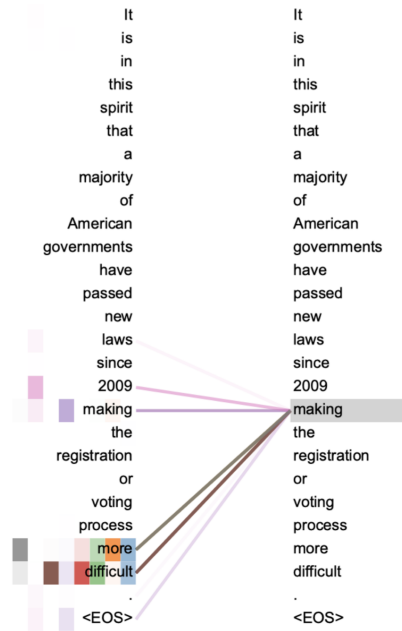 It It
is is
in in
this this
spirit spirit
that that
a a
majority majority
of of
American American
governments governments
have have
passed passed
new new
laws laws
since since
2009 2009
making making
the the
registration registration
or or
voting voting
process process
more more
difficult difficult
. .
<EOS> <EOS>